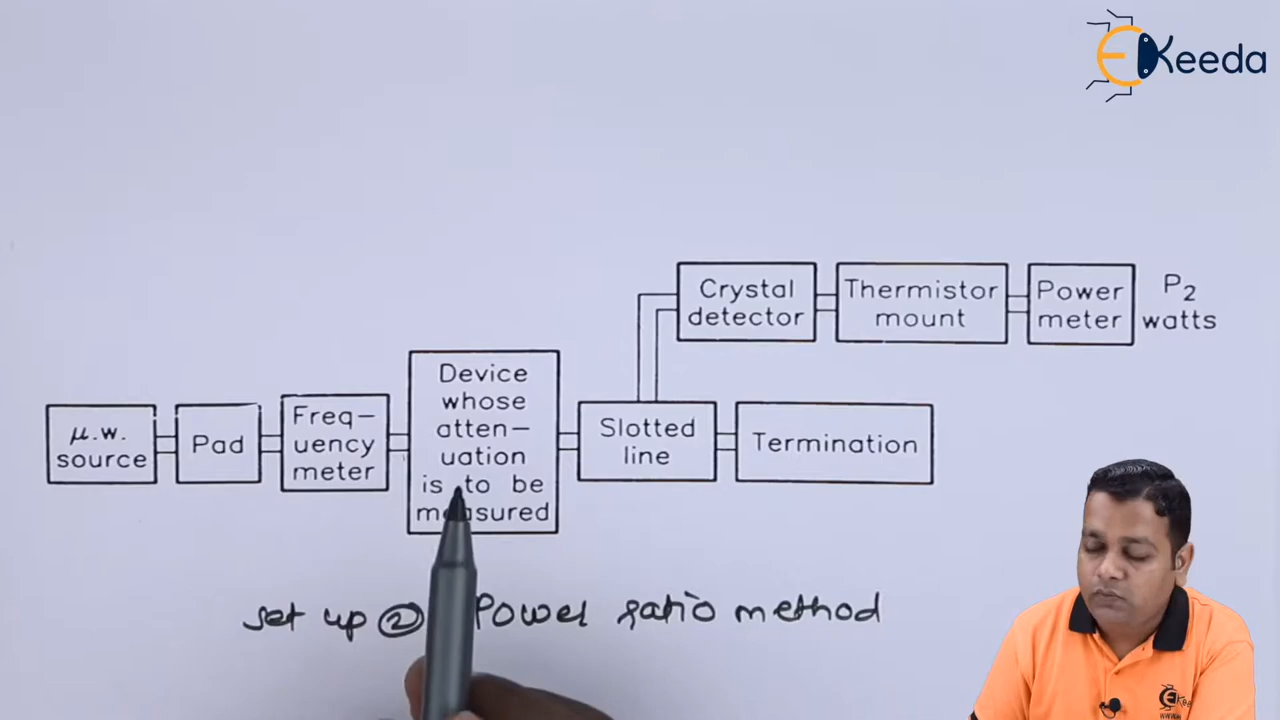 EKeeda
Crystal
detector
Thermistor
mount
Power
meter
P2
watts
μ.w.
source
Pad
Freq-
uency
meter
Device
whose
atten-
uation
is to be
measured
Slotted
line
Termination
set up ② Power ratio method